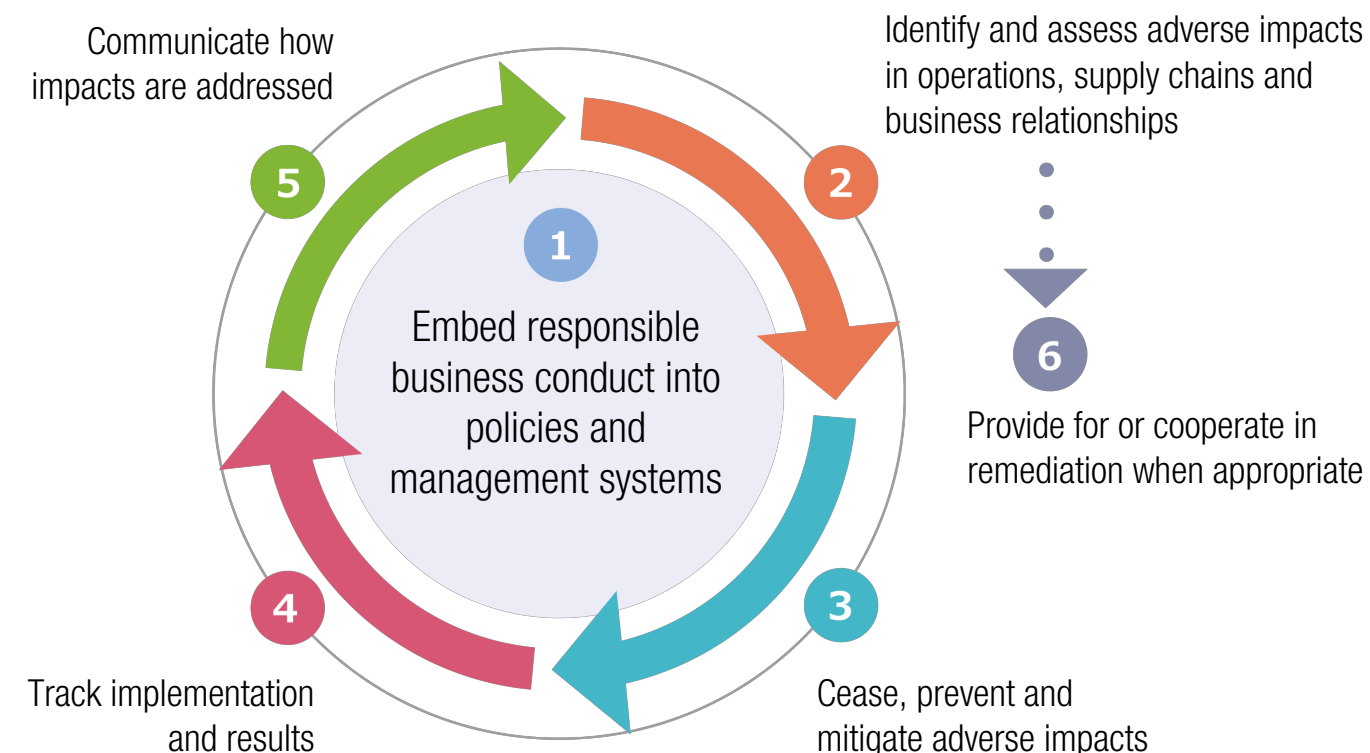 Communicate how
impacts are addressed
5
Identify and assess adverse impacts
in operations, supply chains and
business relationships
2
1
Embed responsible
business conduct into
policies and
management systems
6
Provide for or cooperate in
remediation when appropriate
4
Track implementation
and results
3
Cease, prevent and
mitigate adverse impacts